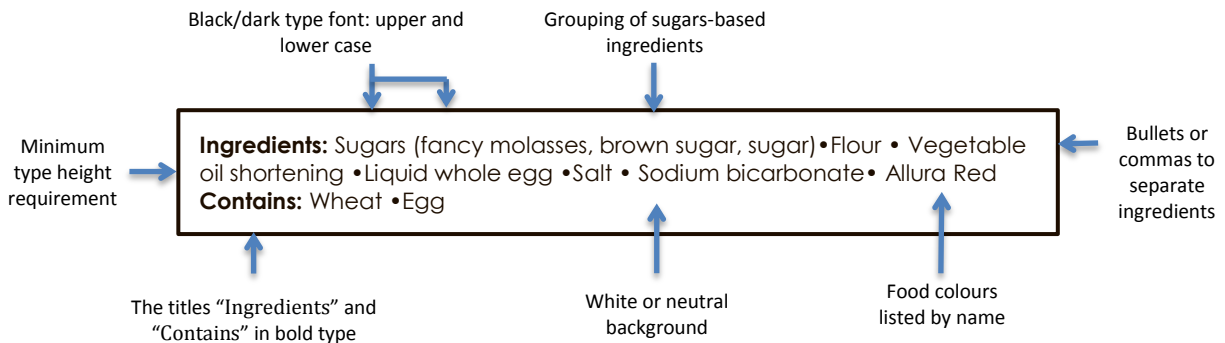 Black/dark type font: upper and
lower case
Grouping of sugars-based
ingredients
Minimum
type height
requirement
Ingredients: Sugars (fancy molasses, brown sugar, sugar)•Flour • Vegetable
oil shortening •Liquid whole egg •Salt • Sodium bicarbonate• Allura Red
Contains: Wheat •Egg
Bullets or
commas to
separate
ingredients
The titles “Ingredients” and
“Contains” in bold type
White or neutral
background
Food colours
listed by name